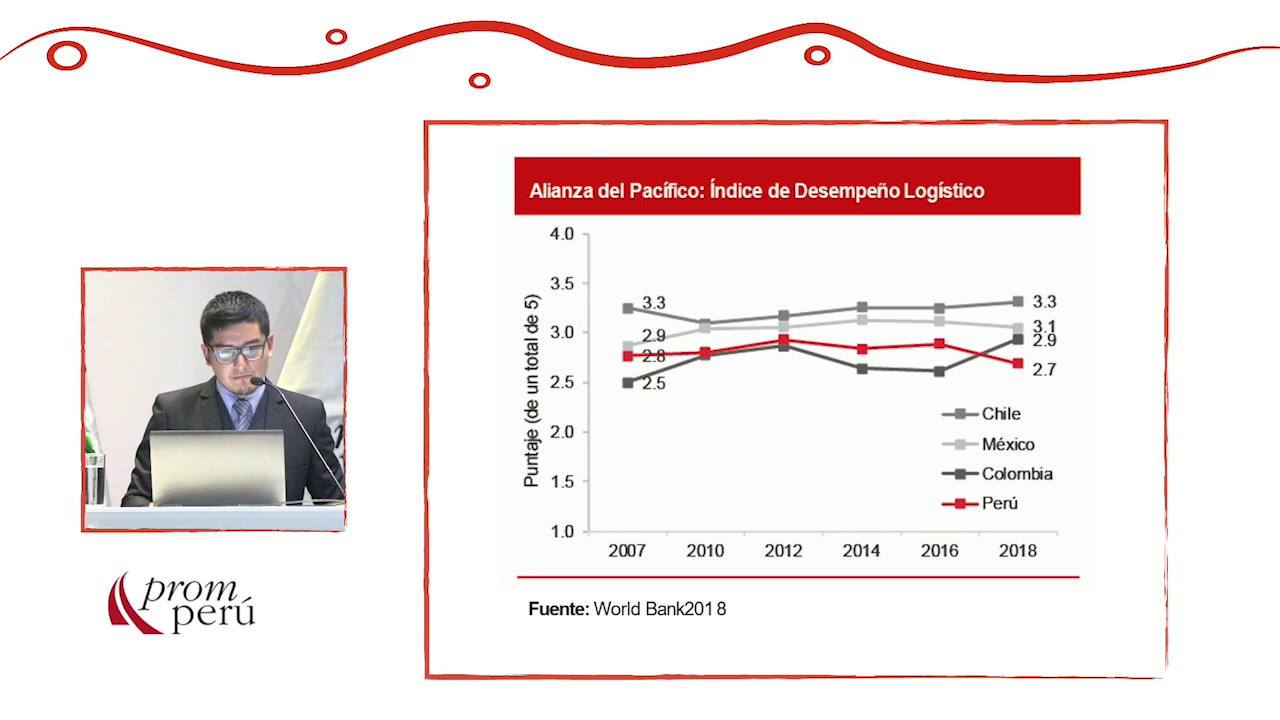 Alianza del Pacífico: Índice de Desempeño Logístico
Puntaje (de un total de 5)
4.0
3.5
3.0
2.5
2.0
1.5
1.0
3.3
2.9
2.8
2.5
3.3
3.1
2.9
2.7
Chile
México
Colombia
Perú
2007 2010 2012 2014 2016 2018
Fuente: World Bank2018
prom
perú